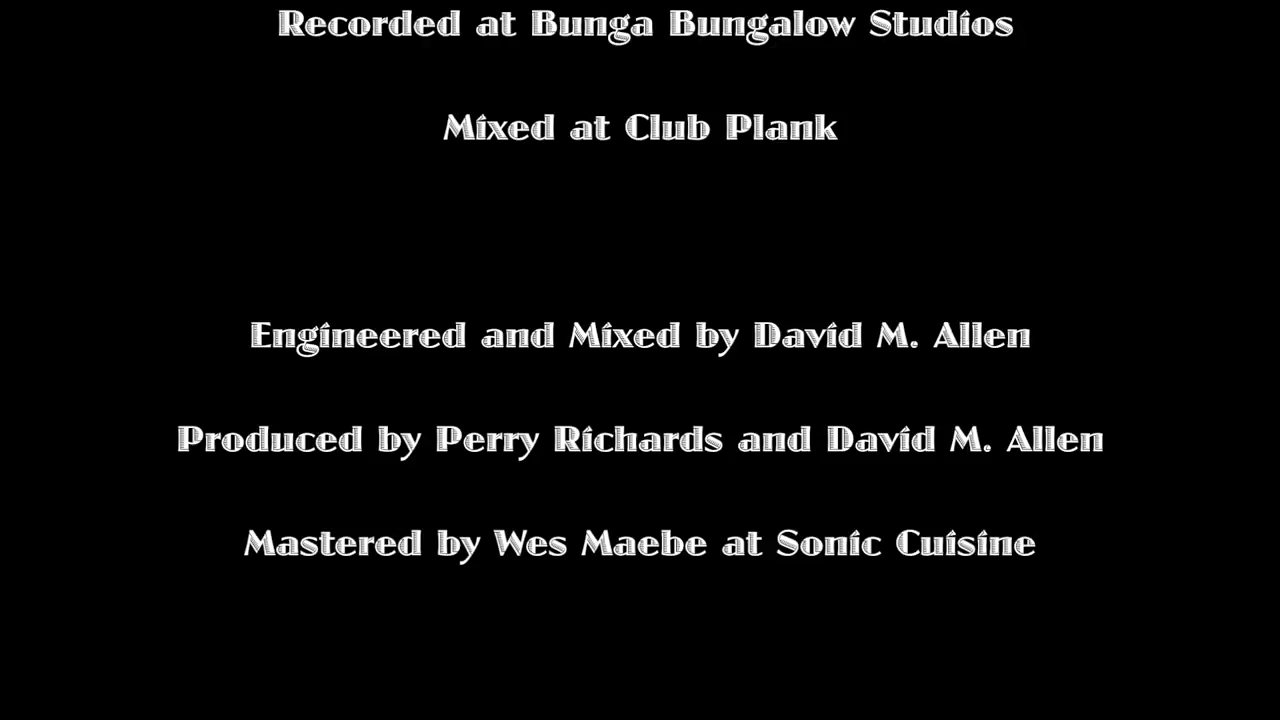 Recorded at Bunga Bungalow Studios
Mixed at Club Plank
Engineered and Mixed by David M. Allen
Produced by Perry Richards and David M. Allen
Mastered by Wes Maebe at Sonic Cuisine